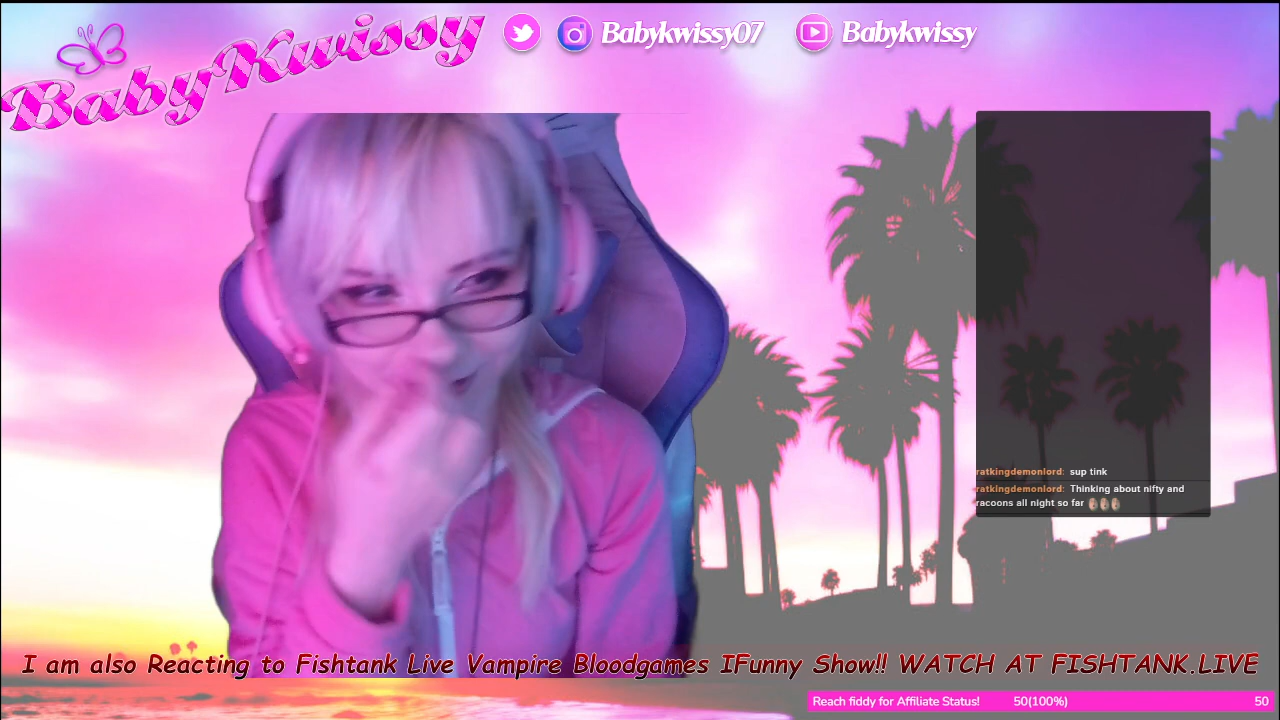 BabyKwissy
Babykwissy07
Babykwissy
ratkingdemonlord: sup tink
ratkingdemonlord: Thinking about nifty and
racoons all night so far
I am also Reacting to Fishtank Live Vampire Bloodgames IFunny Show!! WATCH AT FISHTANK.LIVE
Reach fiddy for Affiliate Status! 50(100%) 50